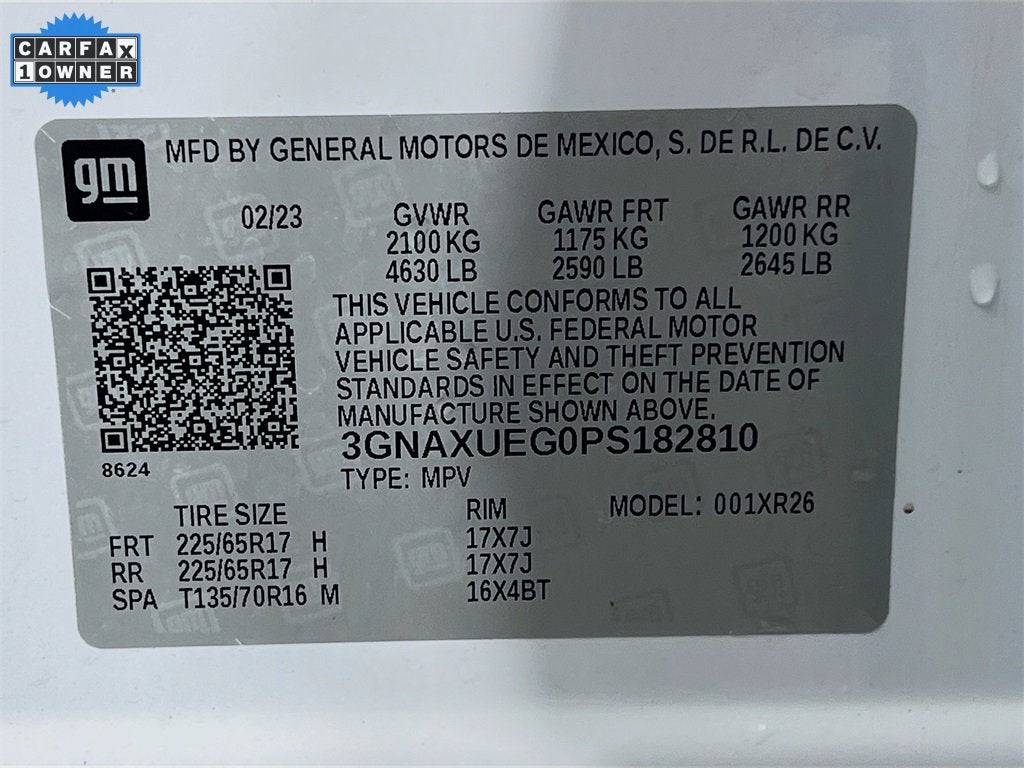 CARFAX
1 OWNER
gm
MFD BY GENERAL MOTORS DE MEXICO, S. DE R.L. DE C.V.
02/23 GVWR GAWR FRT GAWR RR
2100 KG 1175 KG 1200 KG
4630 LB 2590 LB 2645 LB
THIS VEHICLE CONFORMS TO ALL
APPLICABLE U.S. FEDERAL MOTOR
VEHICLE SAFETY AND THEFT PREVENTION
STANDARDS IN EFFECT ON THE DATE OF
MANUFACTURE SHOWN ABOVE.
3GNAXUEG0PS182810
8624
TYPE: MPV
TIRE SIZE RIM MODEL: 001XR26
FRT 225/65R17 H 17X7J
RR 225/65R17 H 17X7J
SPA T135/70R16 M 16X4BT